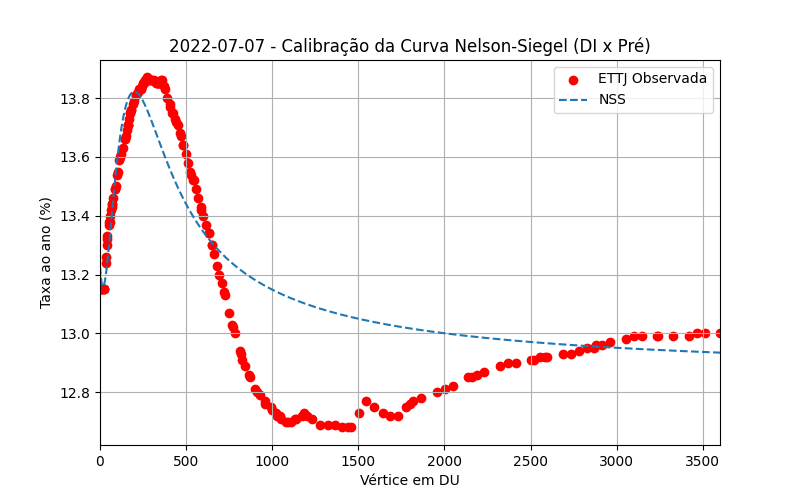 2022-07-07 - Calibração da Curva Nelson-Siegel (DI x Pré)
ETTJ Observada
NSS
Taxa ao ano (%)
13.8
13.6
13.4
13.2
13.0
12.8
0 500 1000 1500 2000 2500 3000 3500
Vértice em DU